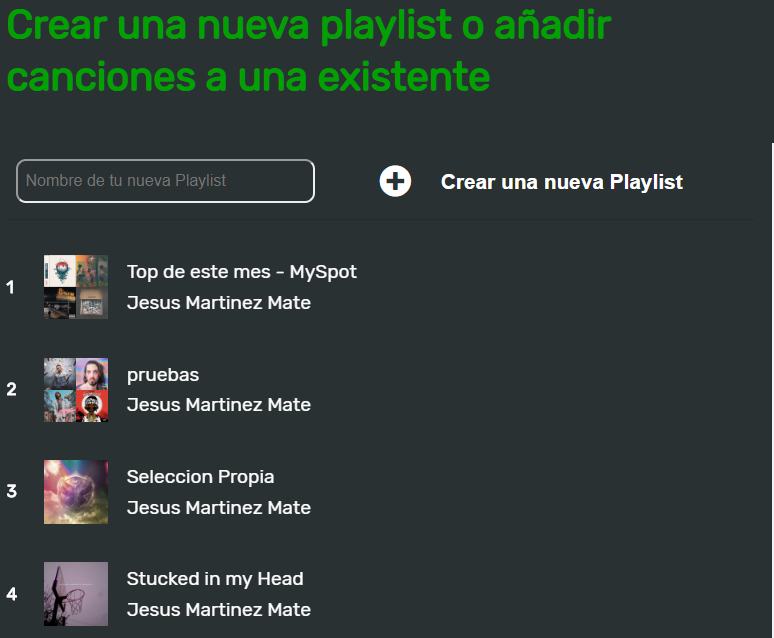 Crear una nueva playlist o añadir
canciones a una existente
Nombre de tu nueva Playlist
Crear una nueva Playlist
1
Top de este mes - MySpot
Jesus Martinez Mate
2
pruebas
Jesus Martinez Mate
3
Seleccion Propia
Jesus Martinez Mate
4
Stucked in my Head
Jesus Martinez Mate